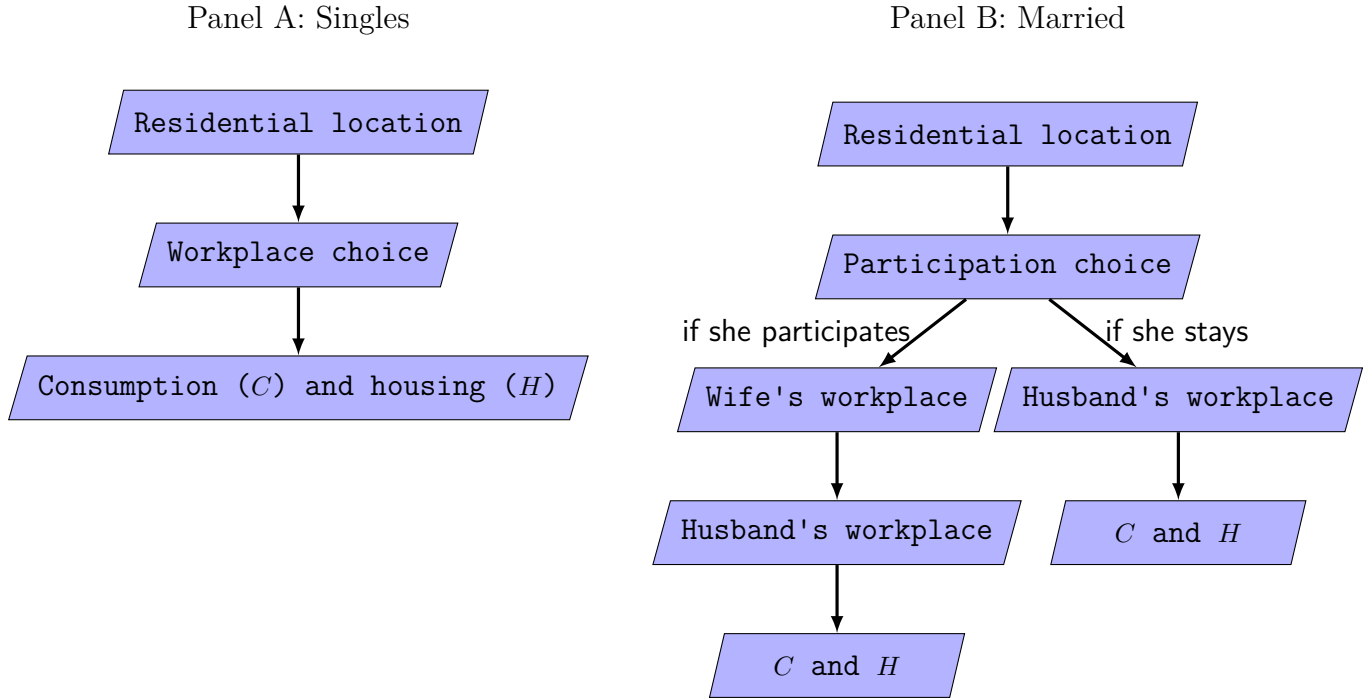 Panel A: Singles
Residential location
Workplace choice
Consumption (C) and housing (H)
Panel B: Married
Residential location
Participation choice
if she participates
if she stays
Wife's workplace
Husband's workplace
Husband's workplace
C and H
C and H